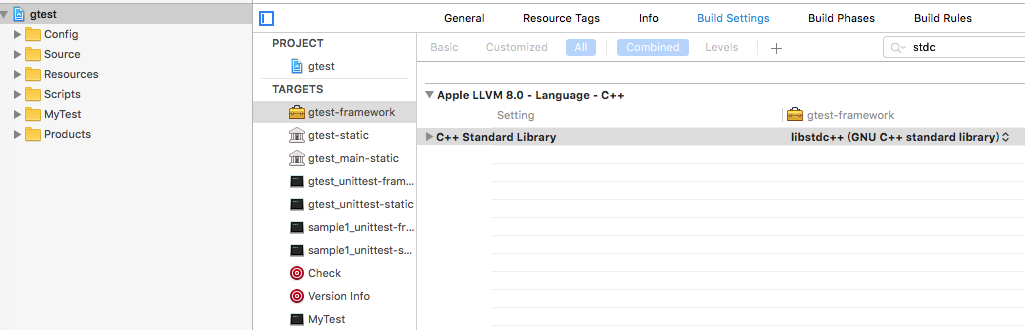 gtest
Config
Source
Resources
Scripts
MyTest
Products
General Resource Tags Info Build Settings Build Phases Build Rules
PROJECT
gtest
TARGETS
gtest-framework
gtest-static
gtest_main-static
gtest_unittest-fram...
gtest_unittest-static
sample1_unittest-fr...
sample1_unittest-s...
Check
Version Info
MyTest
Basic Customized All Combined Levels + stdc
Apple LLVM 8.0 - Language - C++
Setting gtest-framework
C++ Standard Library libstdc++ (GNU C++ standard library)